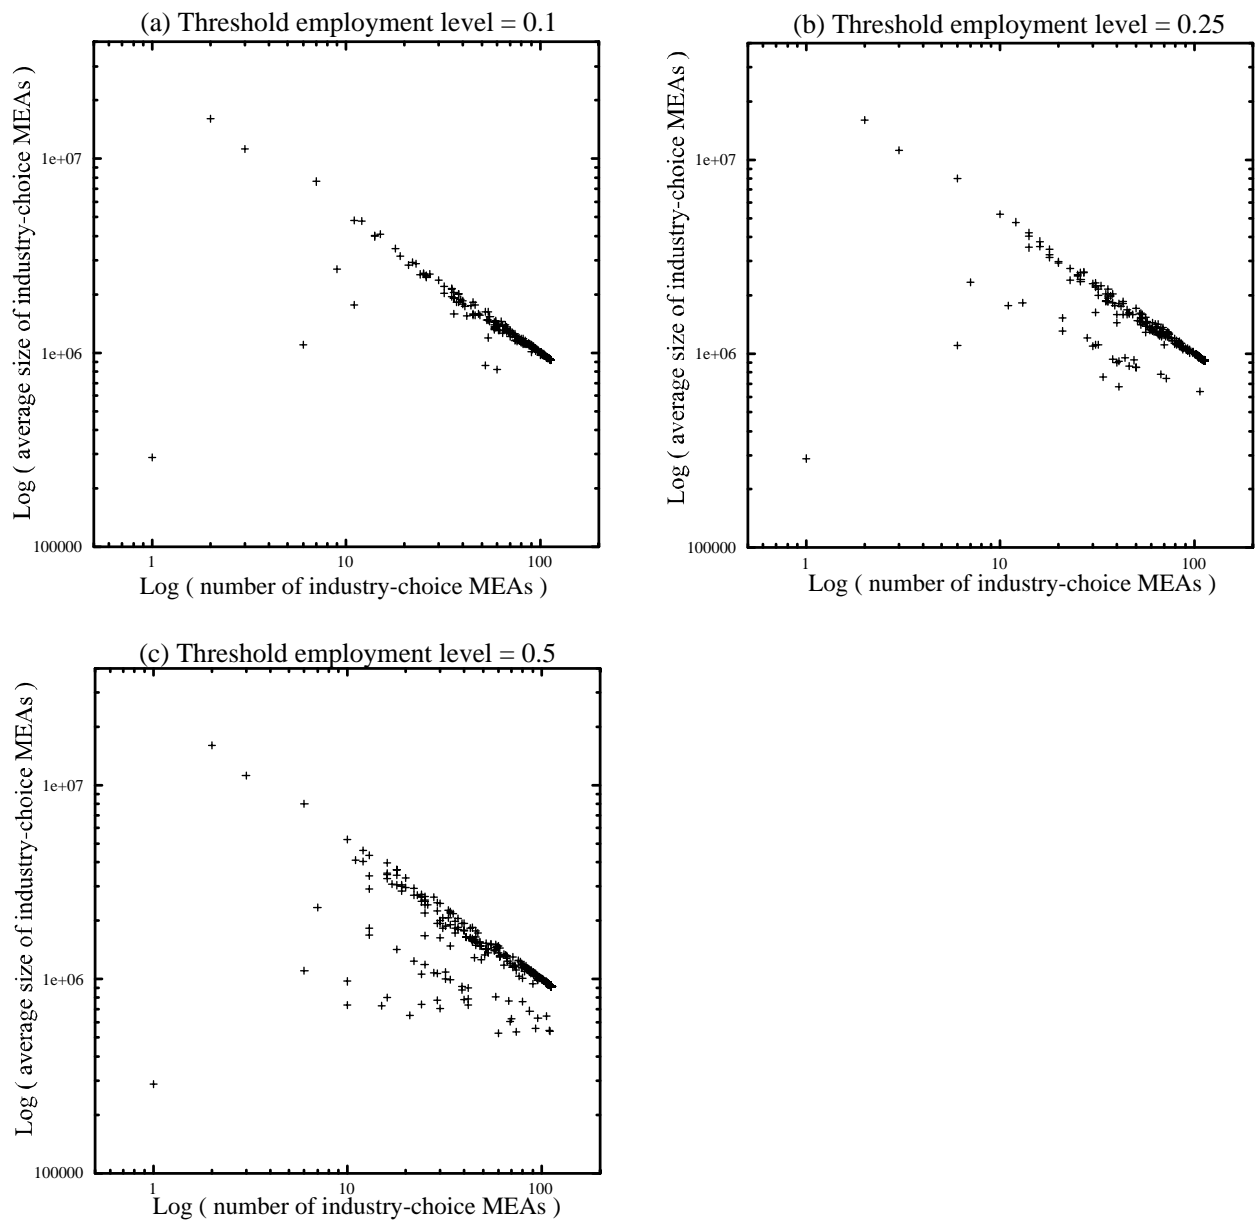 (a) Threshold employment level = 0.1
Log ( average size of industry-choice MEAs )
1e+07
1e+06
100000
1
10
100
Log ( number of industry-choice MEAs )
(b) Threshold employment level = 0.25
Log ( average size of industry-choice MEAs )
1e+07
1e+06
100000
1
10
100
Log ( number of industry-choice MEAs )
(c) Threshold employment level = 0.5
Log ( average size of industry-choice MEAs )
1e+07
1e+06
100000
1
10
100
Log ( number of industry-choice MEAs )